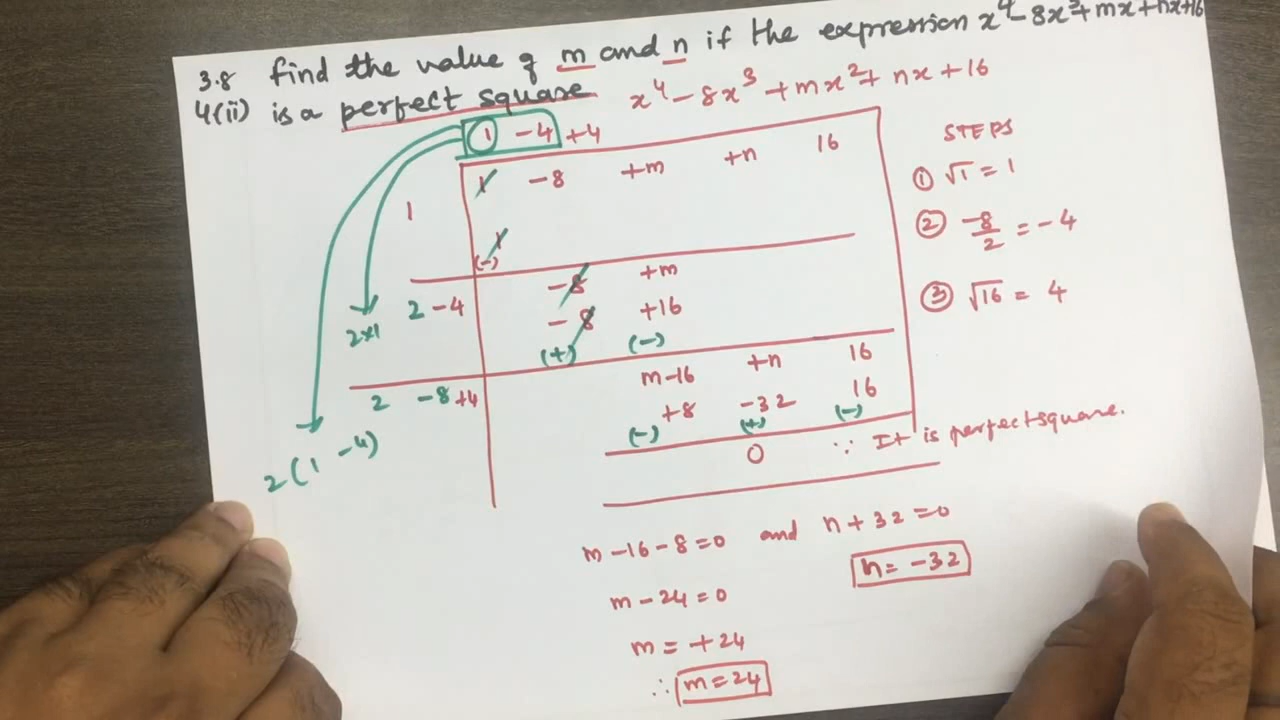 3.8 find the value of m and n if the expression x⁴-8x³+mx+nx+16
4(ii) is a perfect square x⁴-8x³+mx²+nx+16
1 -4 +4
1 -8 +m +n 16
1
1
(-)
-8 +m
2 -4
-8 +16
(+) (-)
2×1
m-16 +n 16
2 -8 +4
+8 -32 16
(-) (+) (-)
2(1 -4)
0 ∵ It is perfect square.
m-16-8=0 and n+32=0
n=-32
m-24=0
m=+24
∴ m=24
STEPS
① √1=1
② -8/2=-4
③ √16=4